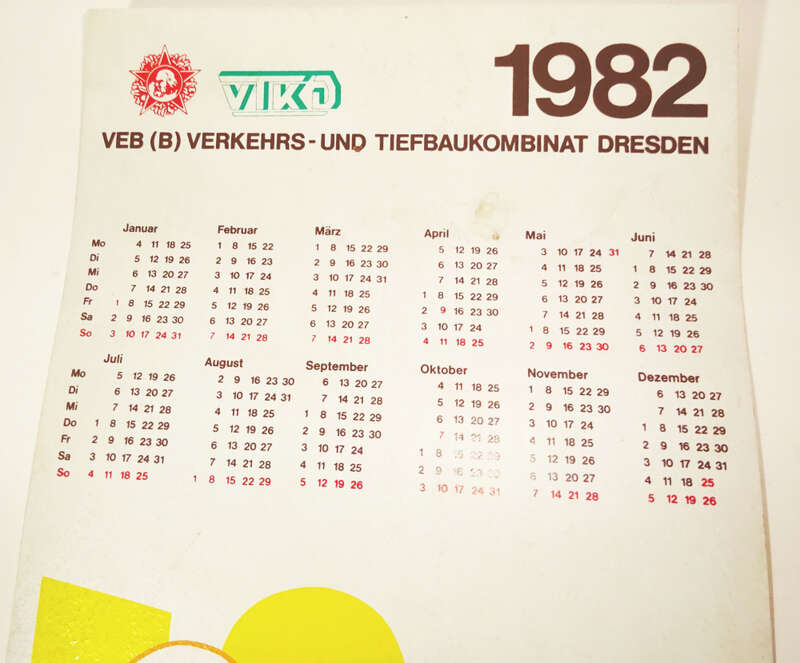 VTKD
1982
VEB (B) VERKEHRS-UND TIEFBAUKOMBINAT DRESDEN
Januar Februar März April Mai Juni
Mo 4 11 18 25 1 8 15 22 1 8 15 22 29 5 12 19 26 3 10 17 24 31 7 14 21 28
Di 5 12 19 26 2 9 16 23 2 9 16 23 30 6 13 20 27 4 11 18 25 1 8 15 22 29
Mi 6 13 20 27 3 10 17 24 3 10 17 24 31 7 14 21 28 5 12 19 26 2 9 16 23 30
Do 7 14 21 28 4 11 18 25 4 11 18 25 1 8 15 22 29 6 13 20 27 3 10 17 24
Fr 1 8 15 22 29 5 12 19 26 5 12 19 26 2 9 16 23 30 7 14 21 28 4 11 18 25
Sa 2 9 16 23 30 6 13 20 27 6 13 20 27 3 10 17 24 1 8 15 22 29 5 12 19 26
So 3 10 17 24 31 7 14 21 28 7 14 21 28 4 11 18 25 2 9 16 23 30 6 13 20 27
Juli August September Oktober November Dezember
Mo 5 12 19 26 2 9 16 23 30 6 13 20 27 4 11 18 25 1 8 15 22 29 6 13 20 27
Di 6 13 20 27 3 10 17 24 31 7 14 21 28 5 12 19 26 2 9 16 23 30 7 14 21 28
Mi 7 14 21 28 4 11 18 25 1 8 15 22 29 6 13 20 27 3 10 17 24 1 8 15 22 29
Do 1 8 15 22 29 5 12 19 26 2 9 16 23 30 7 14 21 28 4 11 18 25 2 9 16 23 30
Fr 2 9 16 23 30 6 13 20 27 3 10 17 24 1 8 15 22 29 5 12 19 26 3 10 17 24 31
Sa 3 10 17 24 31 7 14 21 28 4 11 18 25 2 9 16 23 30 6 13 20 27 4 11 18 25
So 4 11 18 25 1 8 15 22 29 5 12 19 26 3 10 17 24 31 7 14 21 28 5 12 19 26